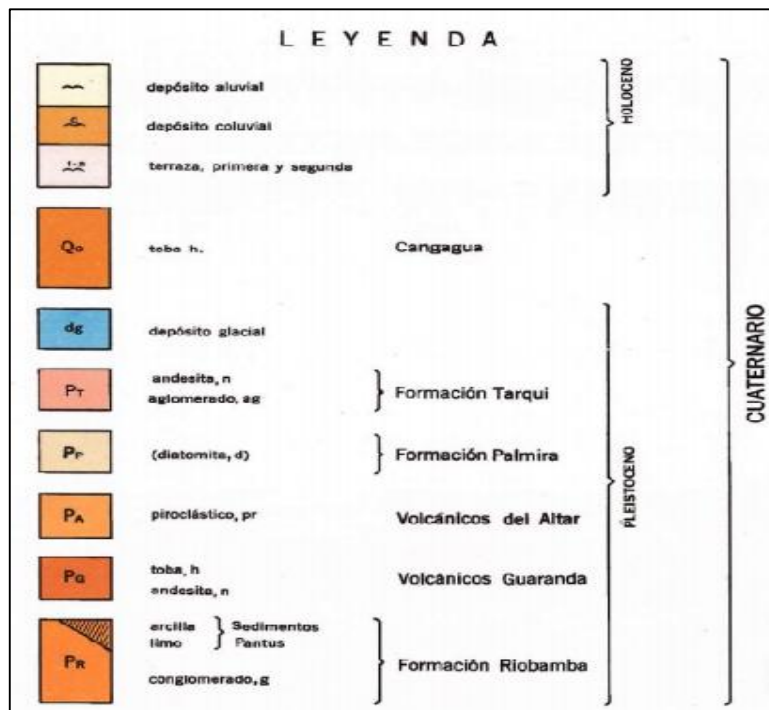 LEYENDA
depósito aluvial
HOLOCENO
C
depósito coluvial
terraza, primera y segunda
Qo
toba h.
Cangagua
CUATERNARIO
dg
depósito glacial
PT
andesita, n
aglomerado, ag
Formación Tarqui
PP
(diatomita, d)
Formación Palmira
PLEISTOCENO
PA
piroclástico, pr
Volcánicos del Altar
PG
toba, h
andesita, n
Volcánicos Guaranda
PR
arcilla
limo
Sedimentos
Pantus
conglomerado, g
Formación Riobamba